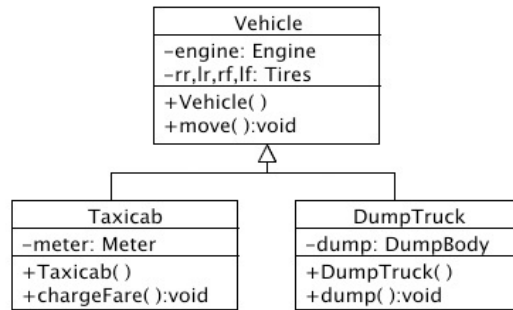 Vehicle
-engine: Engine
-rr,lr,rf,lf: Tires
+Vehicle( )
+move( ):void
Taxicab
-meter: Meter
+Taxicab( )
+chargeFare( ):void
DumpTruck
-dump: DumpBody
+DumpTruck( )
+dump( ):void